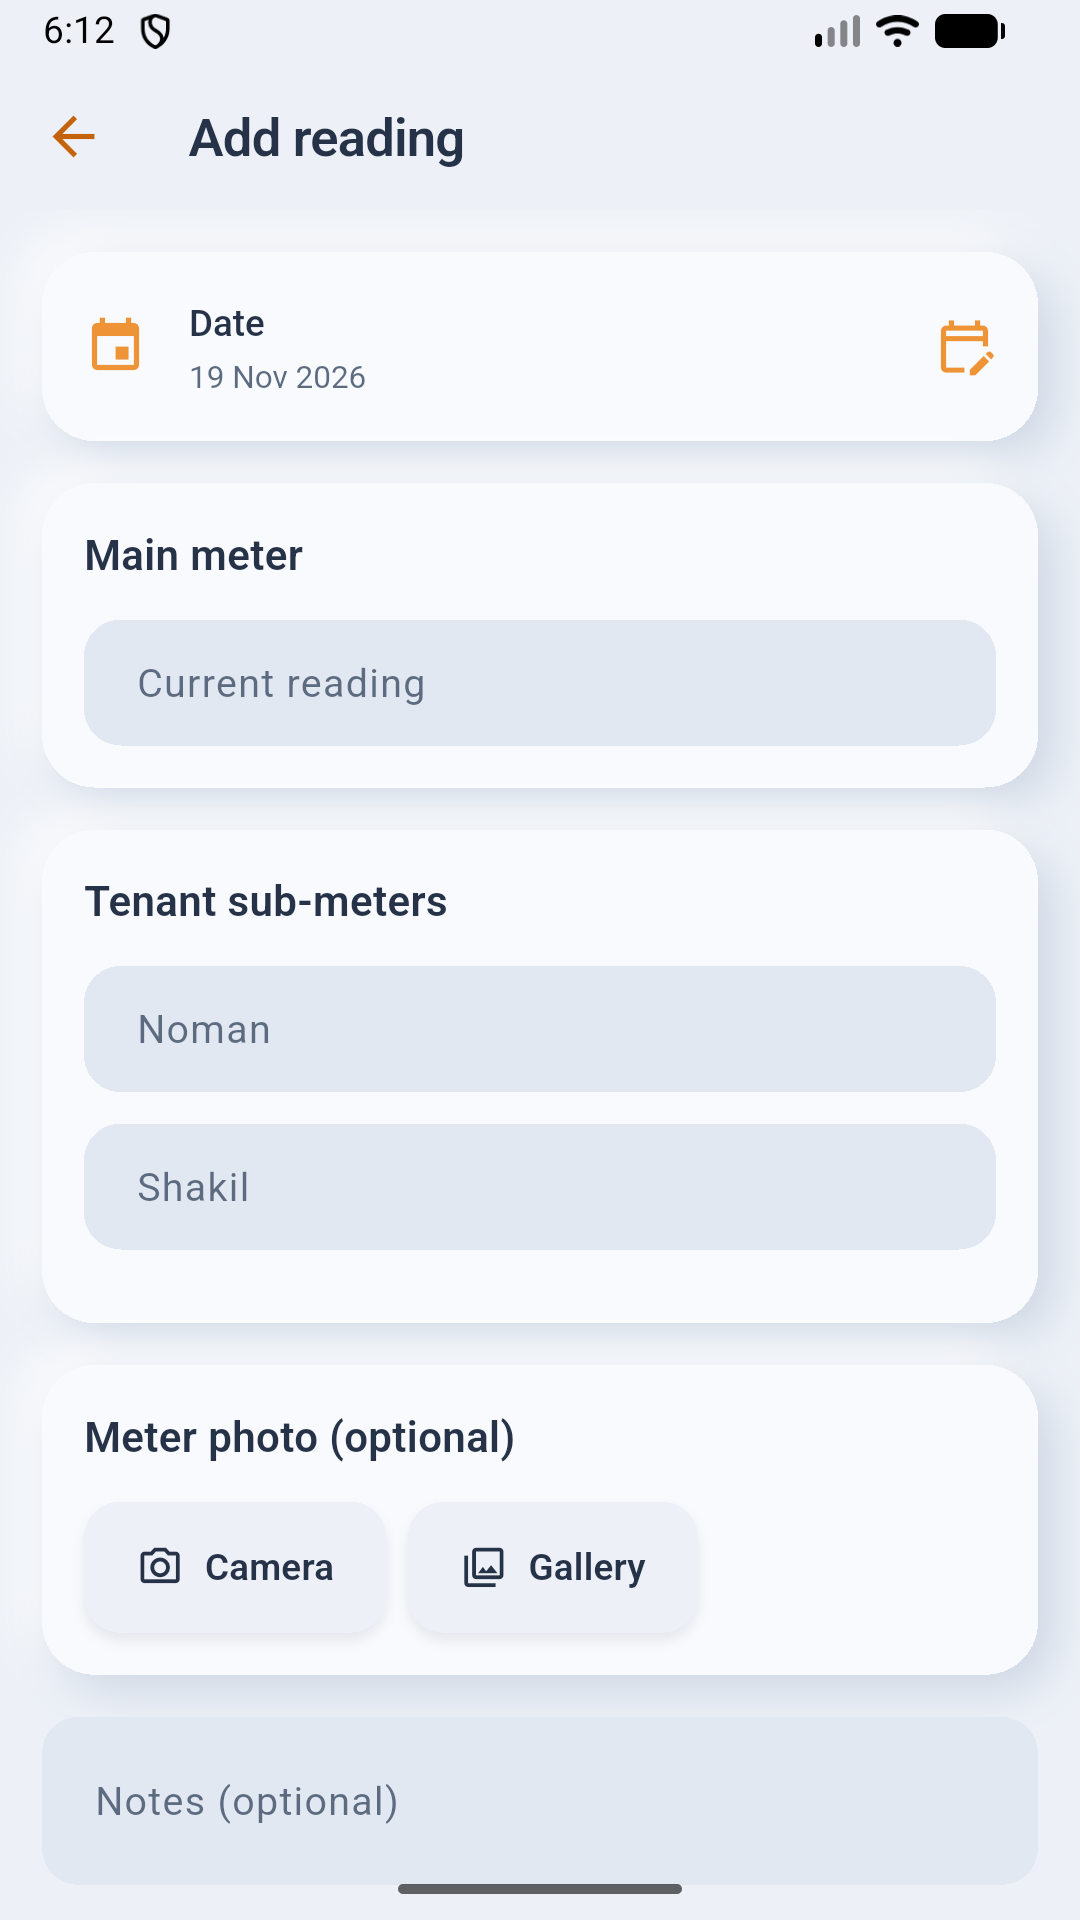 6:12
Add reading
Date
19 Nov 2026
Main meter
Current reading
Tenant sub-meters
Noman
Shakil
Meter photo (optional)
Camera
Gallery
Notes (optional)